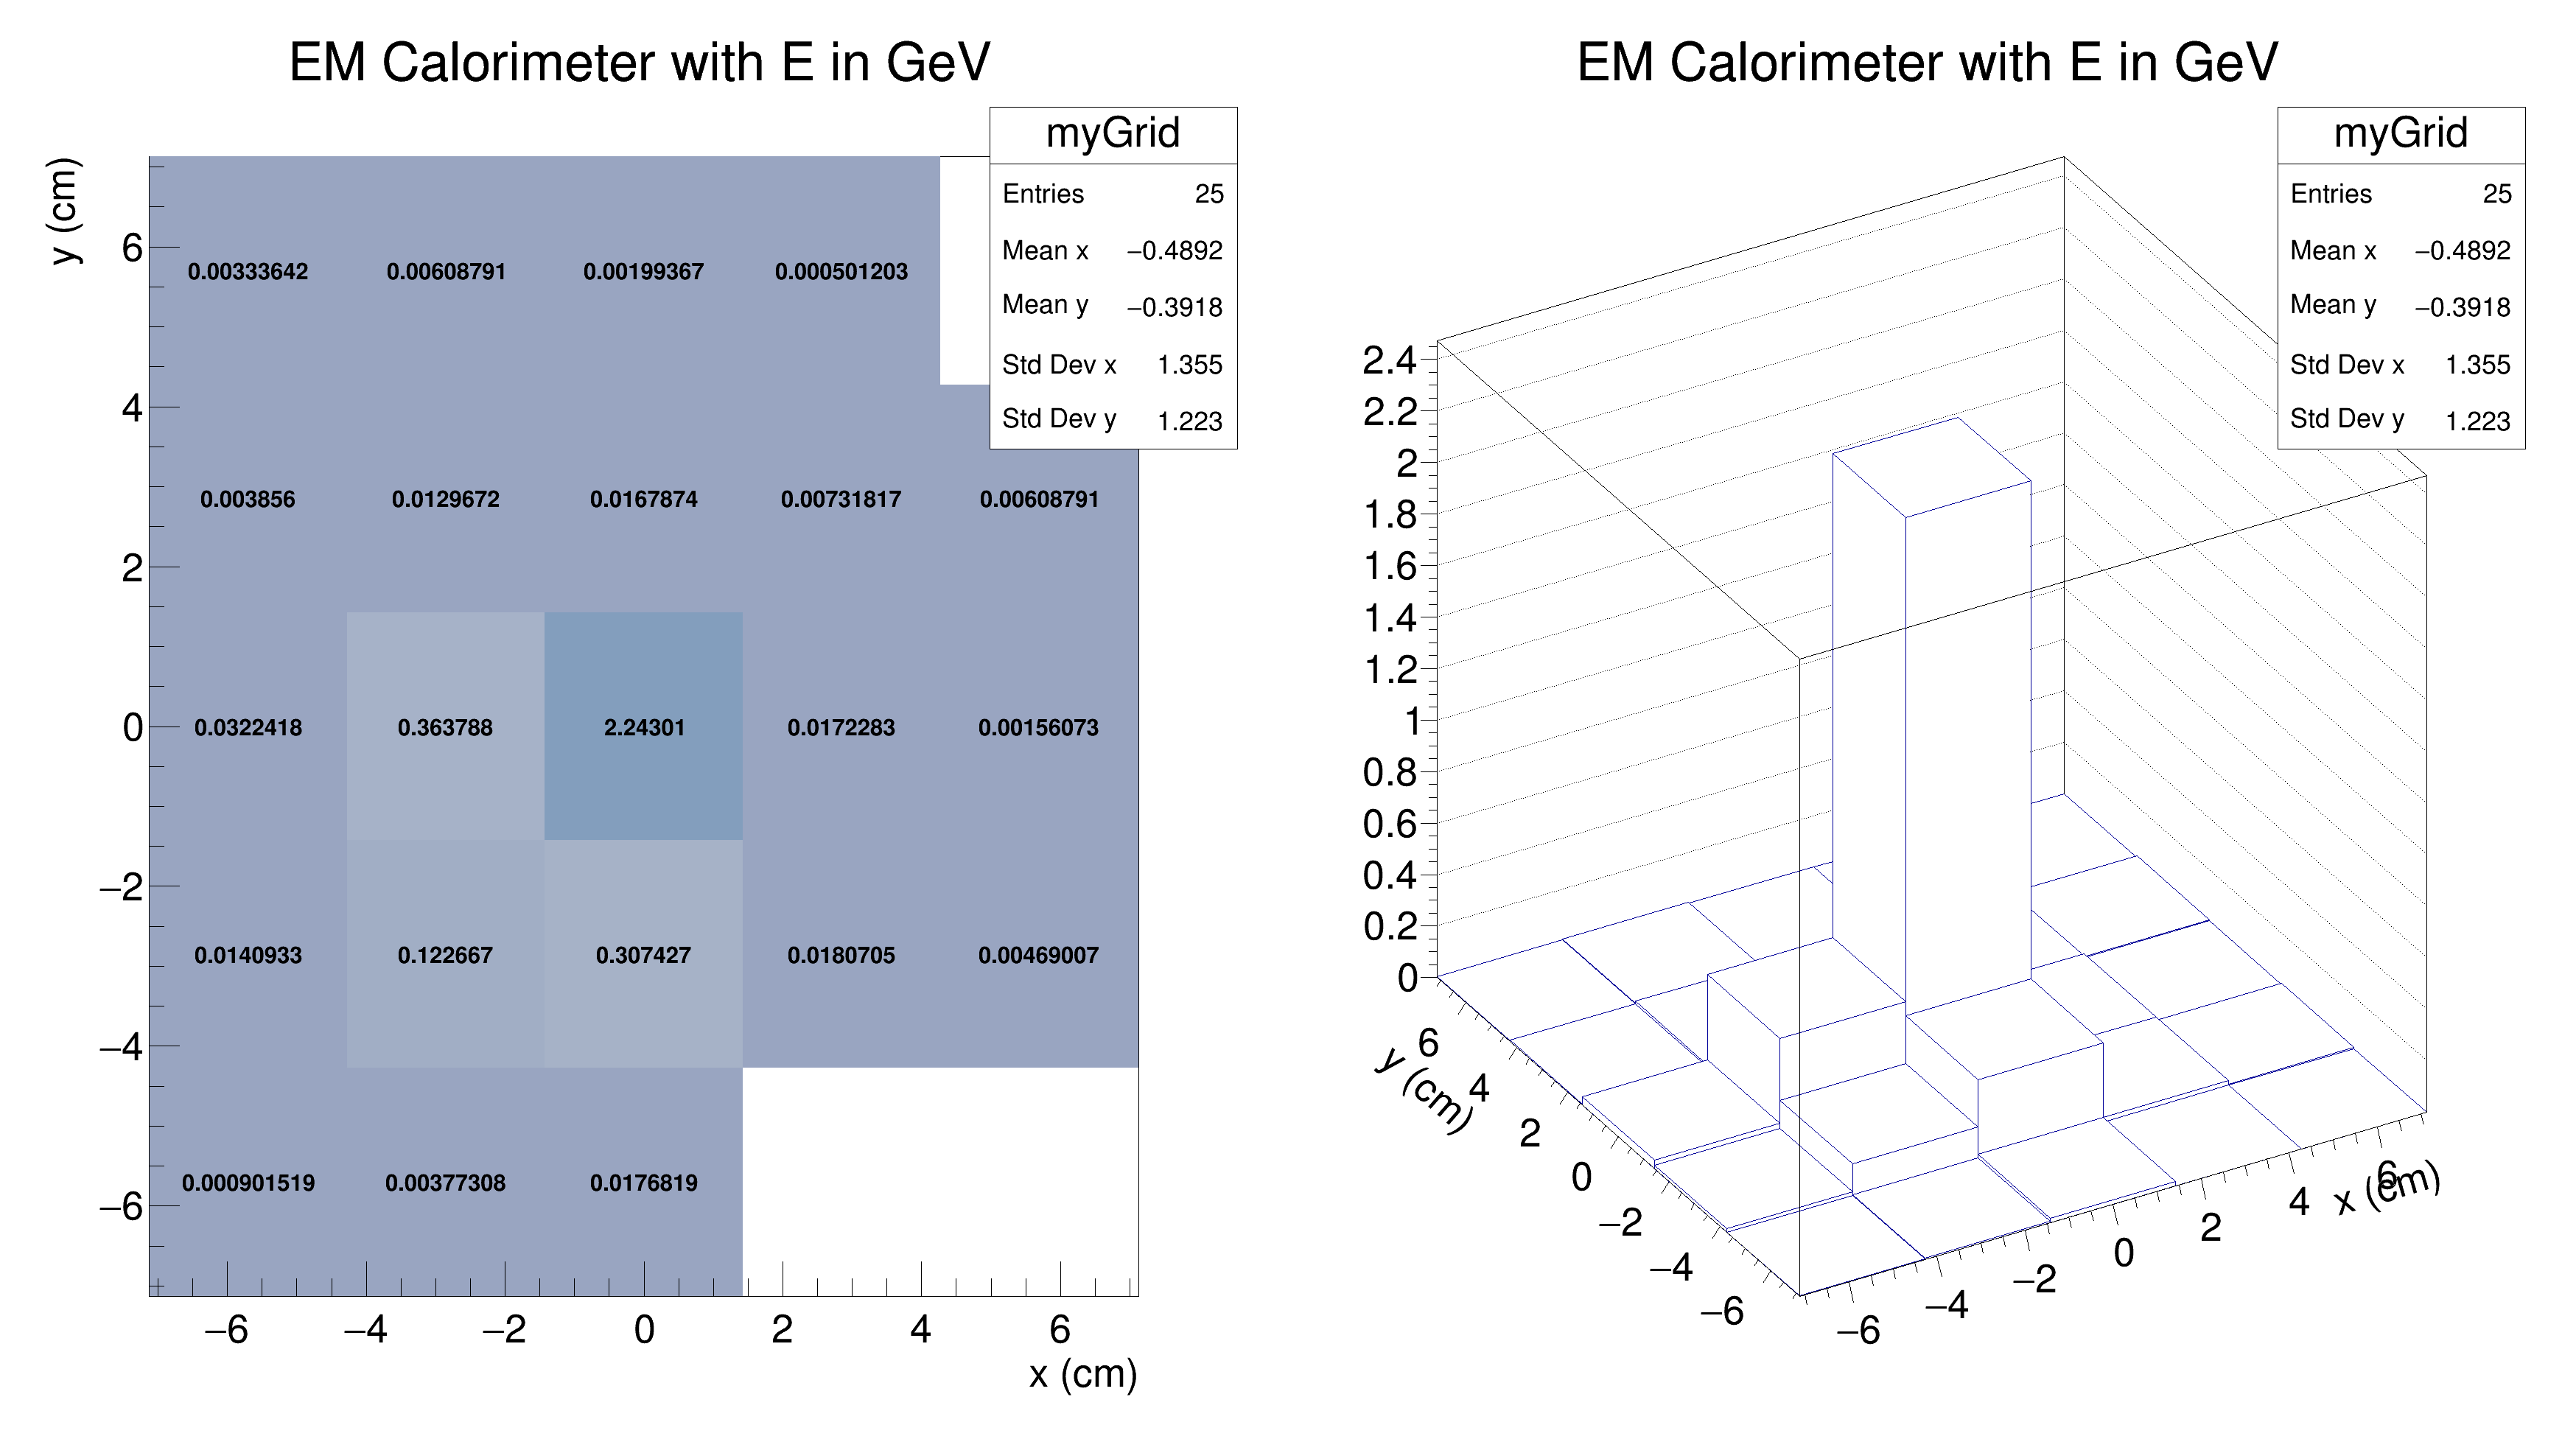 EM Calorimeter with E in GeV
myGrid
Entries 25
Mean x −0.4892
Mean y −0.3918
Std Dev x 1.355
Std Dev y 1.223
y (cm)
6
4
2
0
−2
−4
−6
0.00333642 0.00608791 0.00199367 0.000501203
0.003856 0.0129672 0.0167874 0.00731817 0.00608791
0.0322418 0.363788 2.24301 0.0172283 0.00156073
0.0140933 0.122667 0.307427 0.0180705 0.00469007
0.000901519 0.00377308 0.0176819
−6 −4 −2 0 2 4 6
x (cm)
EM Calorimeter with E in GeV
myGrid
Entries 25
Mean x −0.4892
Mean y −0.3918
Std Dev x 1.355
Std Dev y 1.223
2.4
2.2
2
1.8
1.6
1.4
1.2
1
0.8
0.6
0.4
0.2
0
y (cm)
6
4
2
0
−2
−4
−6
−6 −4 −2 0 2 4 6
x (cm)